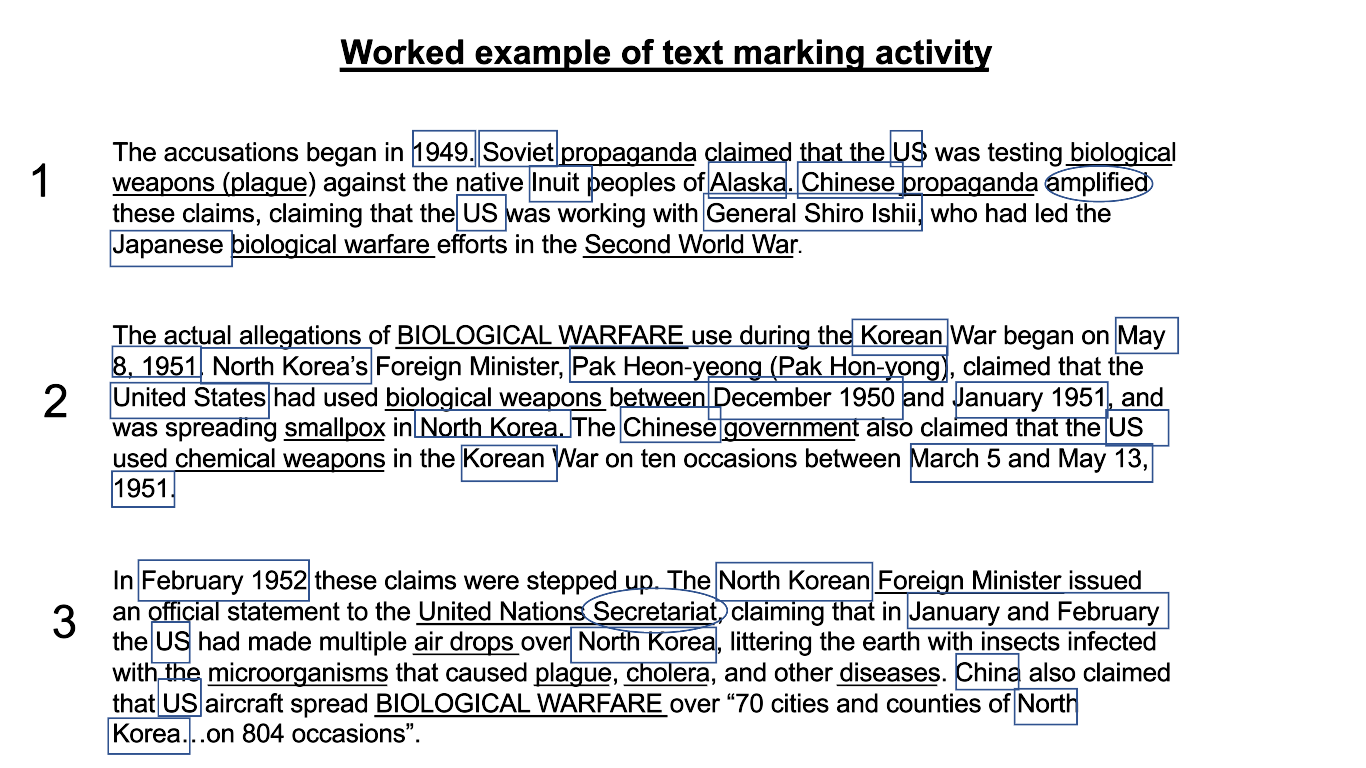 Worked example of text marking activity
1
The accusations began in 1949. Soviet propaganda claimed that the US was testing biological
weapons (plague) against the native Inuit peoples of Alaska. Chinese propaganda amplified
these claims, claiming that the US was working with General Shiro Ishii, who had led the
Japanese biological warfare efforts in the Second World War.
2
The actual allegations of BIOLOGICAL WARFARE use during the Korean War began on May
8, 1951. North Korea’s Foreign Minister, Pak Heon-yeong (Pak Hon-yong), claimed that the
United States had used biological weapons between December 1950 and January 1951, and
was spreading smallpox in North Korea. The Chinese government also claimed that the US
used chemical weapons in the Korean War on ten occasions between March 5 and May 13,
1951.
3
In February 1952 these claims were stepped up. The North Korean Foreign Minister issued
an official statement to the United Nations Secretariat, claiming that in January and February
the US had made multiple air drops over North Korea, littering the earth with insects infected
with the microorganisms that caused plague, cholera, and other diseases. China also claimed
that US aircraft spread BIOLOGICAL WARFARE over “70 cities and counties of North
Korea…on 804 occasions”.